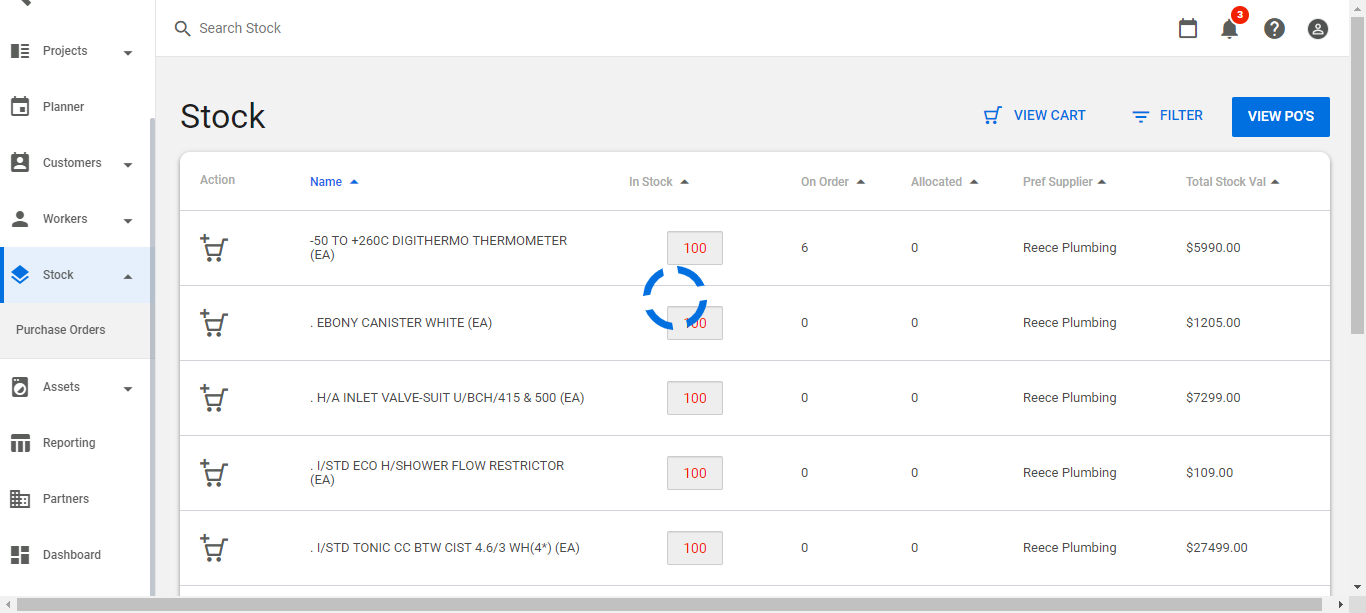 Search Stock
3
Projects
Planner
Customers
Workers
Stock
Purchase Orders
Assets
Reporting
Partners
Dashboard
Stock
VIEW CART
FILTER
VIEW PO'S
Action Name In Stock On Order Allocated Pref Supplier Total Stock Val
-50 TO +260C DIGITHERMO THERMOMETER
(EA)
100 6 0 Reece Plumbing $5990.00
. EBONY CANISTER WHITE (EA) 100 0 0 Reece Plumbing $1205.00
. H/A INLET VALVE-SUIT U/BCH/415 & 500 (EA) 100 0 0 Reece Plumbing $7299.00
. I/STD ECO H/SHOWER FLOW RESTRICTOR
(EA)
100 0 0 Reece Plumbing $109.00
. I/STD TONIC CC BTW CIST 4.6/3 WH(4*) (EA) 100 0 0 Reece Plumbing $27499.00